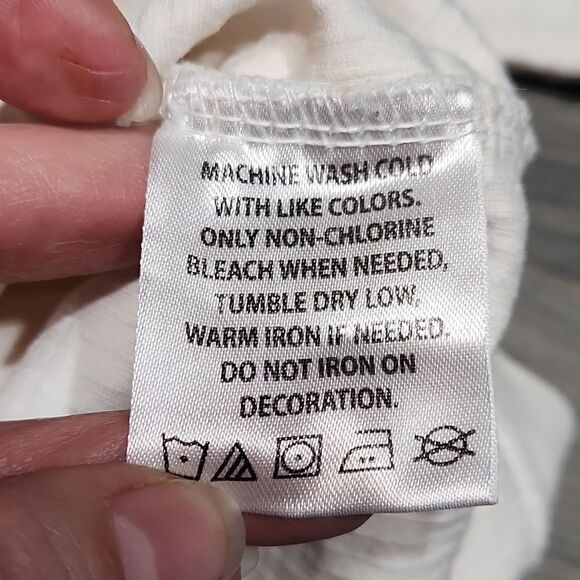 MACHINE WASH COLD
WITH LIKE COLORS.
ONLY NON-CHLORINE
BLEACH WHEN NEEDED,
TUMBLE DRY LOW,
WARM IRON IF NEEDED.
DO NOT IRON ON
DECORATION.